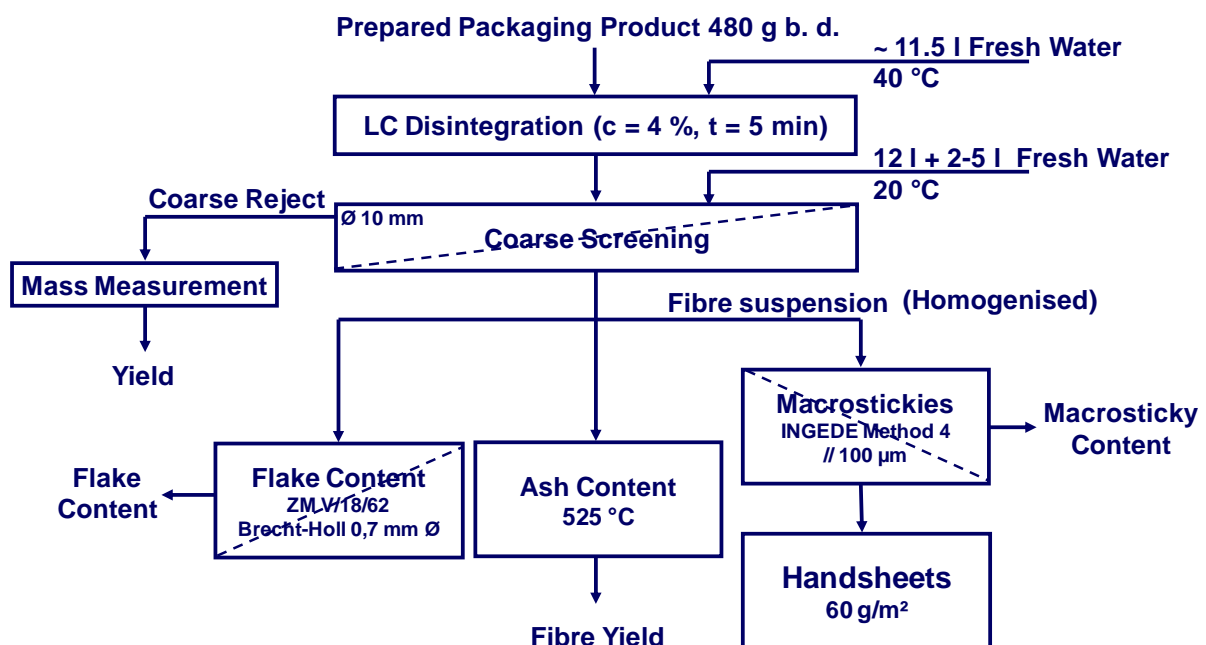 Prepared Packaging Product 480 g b. d.
~ 11.5 l Fresh Water
40 °C
LC Disintegration (c = 4 %, t = 5 min)
12 l + 2-5 l Fresh Water
20 °C
Coarse Reject
Ø 10 mm
Coarse Screening
Mass Measurement
Yield
Fibre suspension (Homogenised)
Macrostickies
INGEDE Method 4
// 100 µm
Macrosticky
Content
Flake
Content
Flake Content
ZM V/18/62
Brecht-Holl 0,7 mm Ø
Ash Content
525 °C
Handsheets
60 g/m²
Fibre Yield